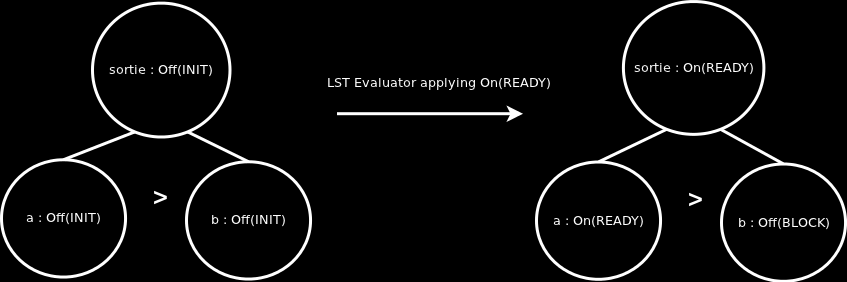 sortie : Off(INIT)
a : Off(INIT)
>
b : Off(INIT)
LST Evaluator applying On(READY)
sortie : On(READY)
a : On(READY)
>
b : Off(BLOCK)